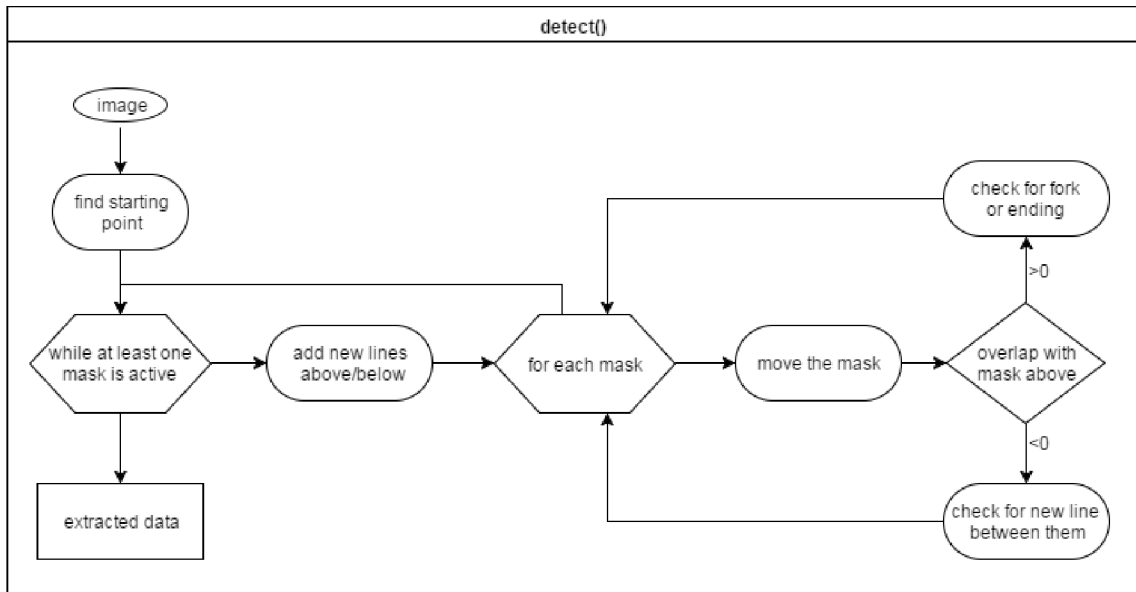 detect()
image
find starting
point
while at least one
mask is active
add new lines
above/below
for each mask
move the mask
overlap with
mask above
>0
check for fork
or ending
<0
check for new line
between them
extracted data